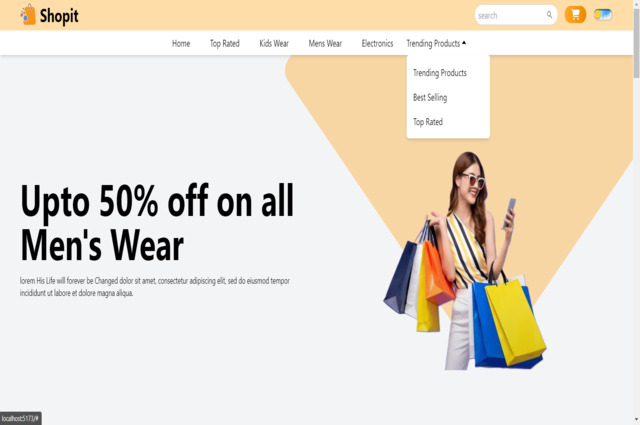 Shopit
search
Home Top Rated Kids Wear Mens Wear Electronics Trending Products
Trending Products
Best Selling
Top Rated
Upto 50% off on all
Men's Wear
lorem His Life will forever be Changed dolor sit amet, consectetur adipiscing elit, sed do eiusmod tempor
incididunt ut labore et dolore magna aliqua.
localhost:5173/#